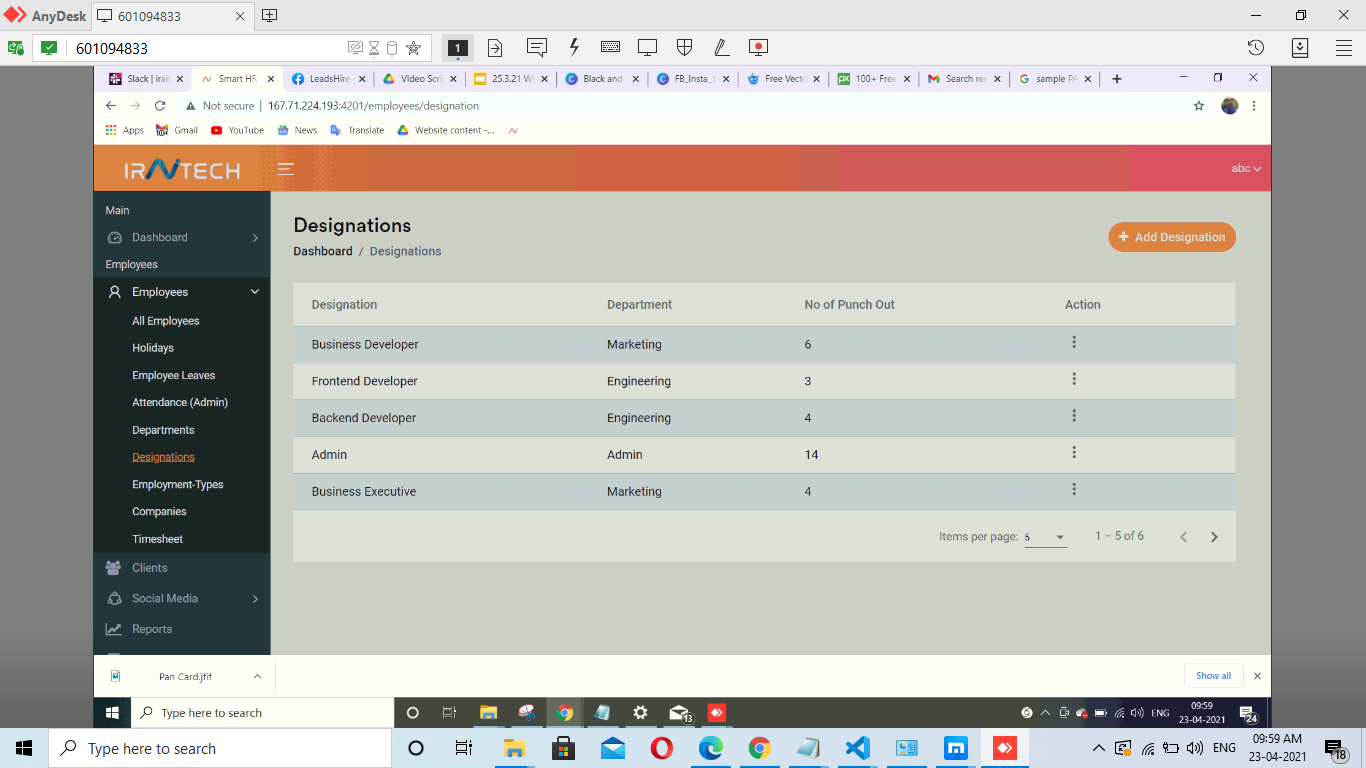 AnyDesk 601094833
601094833 1
Slack | irai Smart HR LeadsHire Video Scri 25.3.21 W Black and FB_Insta_1 Free Vecto 100+ Free Search res sample PA
Not secure | 167.71.224.193:4201/employees/designation
Apps Gmail YouTube News Translate Website content -...
IRAITECH abc
Main
Dashboard
Employees
Employees
All Employees
Holidays
Employee Leaves
Attendance (Admin)
Departments
Designations
Employment-Types
Companies
Timesheet
Clients
Social Media
Reports
Designations
Dashboard / Designations
+ Add Designation
Designation Department No of Punch Out Action
Business Developer Marketing 6
Frontend Developer Engineering 3
Backend Developer Engineering 4
Admin Admin 14
Business Executive Marketing 4
Items per page: 5 1 – 5 of 6
Pan Card.jfif Show all
Type here to search 13 ENG 09:59
23-04-2021 24
Type here to search ENG 09:59 AM
23-04-2021 18